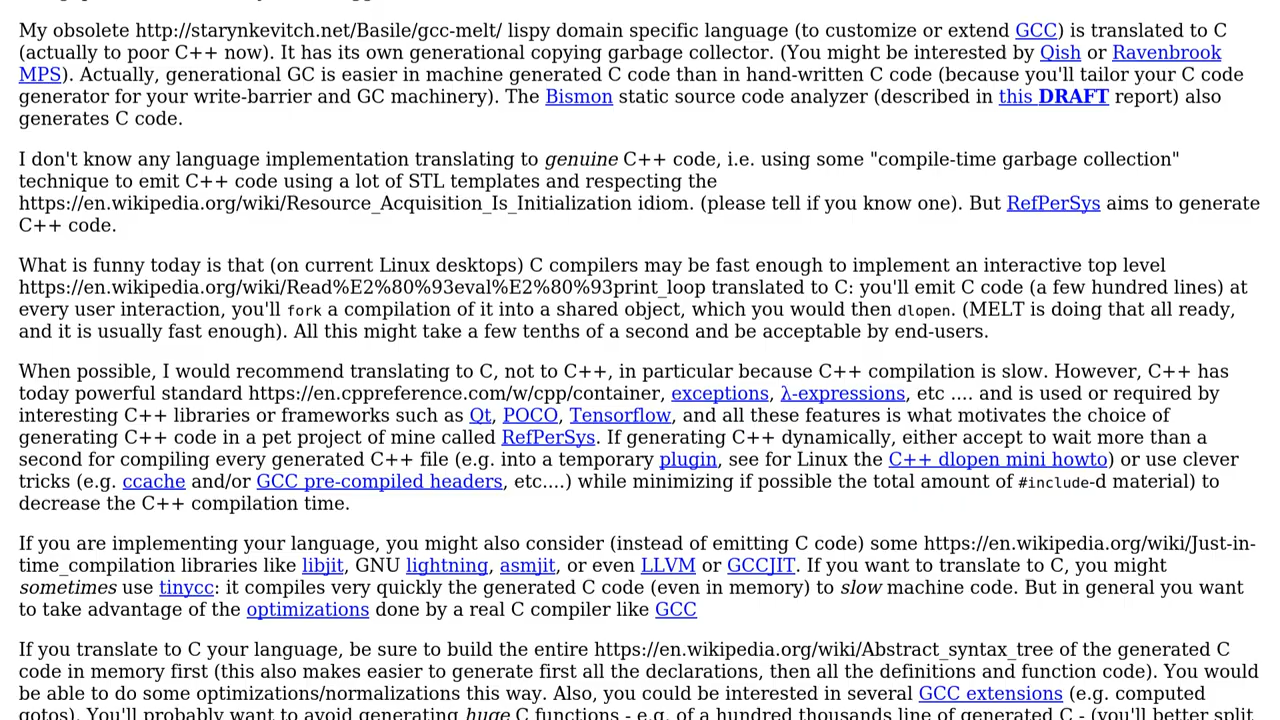 My obsolete http://starynkevitch.net/Basile/gcc-melt/ lispy domain specific language (to customize or extend GCC) is translated to C
(actually to poor C++ now). It has its own generational copying garbage collector. (You might be interested by Qish or Ravenbrook
MPS). Actually, generational GC is easier in machine generated C code than in hand-written C code (because you'll tailor your C code
generator for your write-barrier and GC machinery). The Bismon static source code analyzer (described in this DRAFT report) also
generates C code.
I don't know any language implementation translating to genuine C++ code, i.e. using some "compile-time garbage collection"
technique to emit C++ code using a lot of STL templates and respecting the
https://en.wikipedia.org/wiki/Resource_Acquisition_Is_Initialization idiom. (please tell if you know one). But RefPerSys aims to generate
C++ code.
What is funny today is that (on current Linux desktops) C compilers may be fast enough to implement an interactive top level
https://en.wikipedia.org/wiki/Read%E2%80%93eval%E2%80%93print_loop translated to C: you'll emit C code (a few hundred lines) at
every user interaction, you'll fork a compilation of it into a shared object, which you would then dlopen. (MELT is doing that all ready,
and it is usually fast enough). All this might take a few tenths of a second and be acceptable by end-users.
When possible, I would recommend translating to C, not to C++, in particular because C++ compilation is slow. However, C++ has
today powerful standard https://en.cppreference.com/w/cpp/container, exceptions, λ-expressions, etc .... and is used or required by
interesting C++ libraries or frameworks such as Qt, POCO, Tensorflow, and all these features is what motivates the choice of
generating C++ code in a pet project of mine called RefPerSys. If generating C++ dynamically, either accept to wait more than a
second for compiling every generated C++ file (e.g. into a temporary plugin, see for Linux the C++ dlopen mini howto) or use clever
tricks (e.g. ccache and/or GCC pre-compiled headers, etc....) while minimizing if possible the total amount of #include-d material) to
decrease the C++ compilation time.
If you are implementing your language, you might also consider (instead of emitting C code) some https://en.wikipedia.org/wiki/Just-in-
time_compilation libraries like libjit, GNU lightning, asmjit, or even LLVM or GCCJIT. If you want to translate to C, you might
sometimes use tinycc: it compiles very quickly the generated C code (even in memory) to slow machine code. But in general you want
to take advantage of the optimizations done by a real C compiler like GCC
If you translate to C your language, be sure to build the entire https://en.wikipedia.org/wiki/Abstract_syntax_tree of the generated C
code in memory first (this also makes easier to generate first all the declarations, then all the definitions and function code). You would
be able to do some optimizations/normalizations this way. Also, you could be interested in several GCC extensions (e.g. computed
gotos). You'll probably want to avoid generating huge C functions - e.g. of a hundred thousands line of generated C - (you'll better split